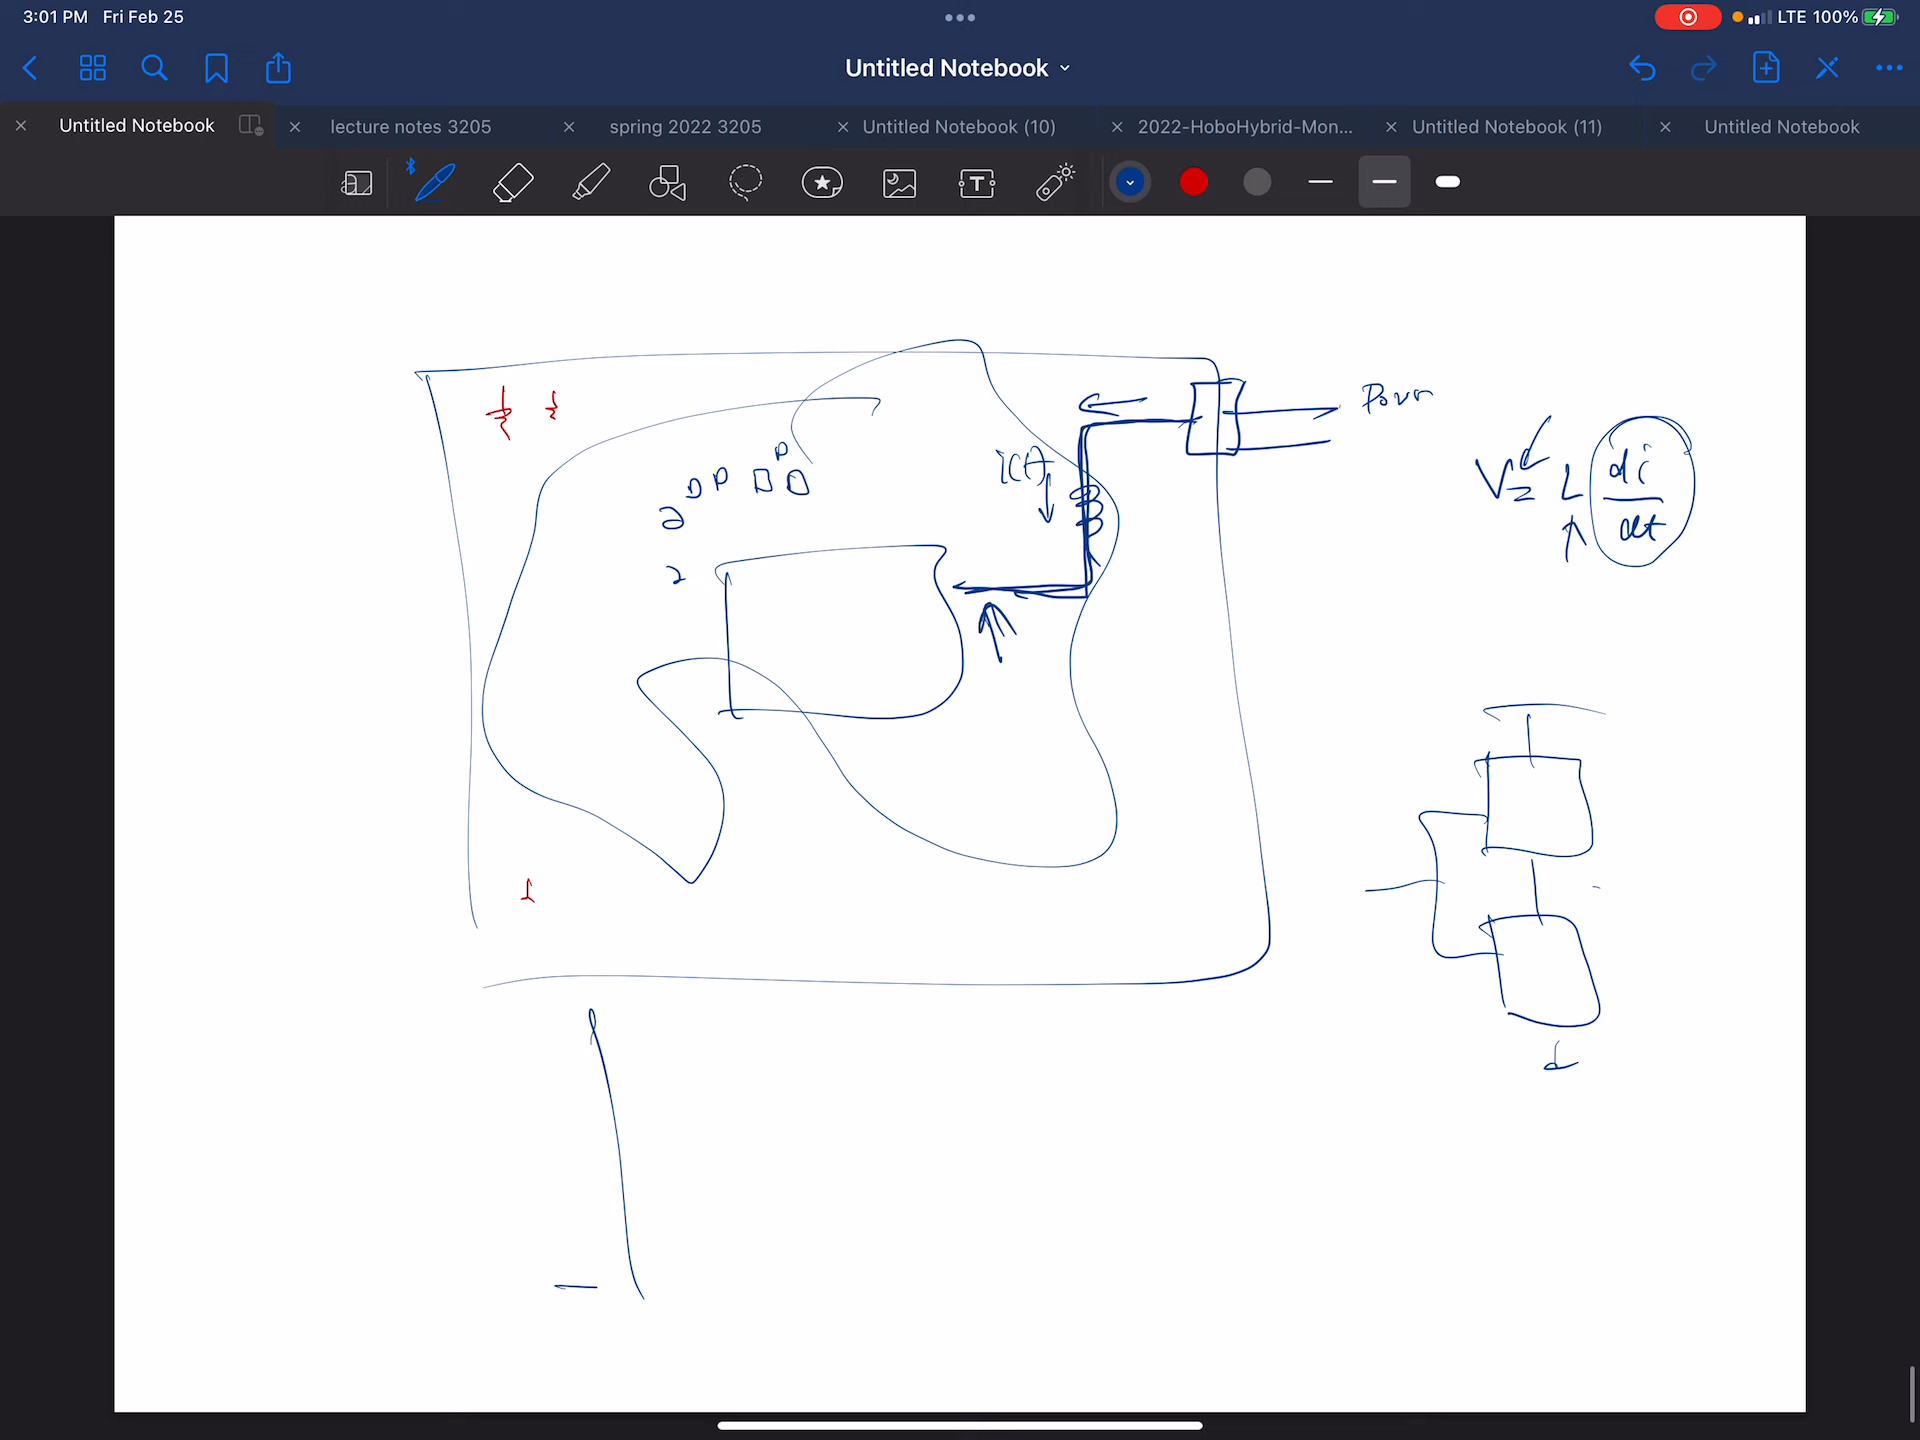 3:01 PM Fri Feb 25
LTE 100%
Untitled Notebook
Untitled Notebook
lecture notes 3205
spring 2022 3205
Untitled Notebook (10)
2022-HoboHybrid-Mon...
Untitled Notebook (11)
Untitled Notebook
T
i(t)
V = L di
dt